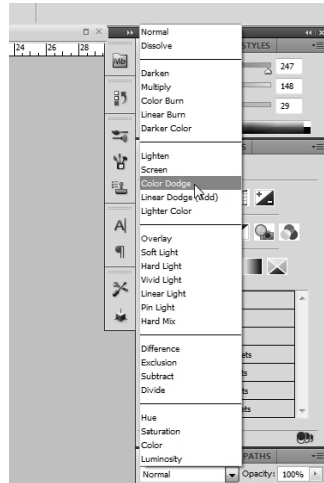 Normal
Dissolve
Darken
Multiply
Color Burn
Linear Burn
Darker Color
Lighten
Screen
Color Dodge
Linear Dodge (Add)
Lighter Color
Overlay
Soft Light
Hard Light
Vivid Light
Linear Light
Pin Light
Hard Mix
Difference
Exclusion
Subtract
Divide
Hue
Saturation
Color
Luminosity
Normal
24 26 28
Mb
A
STYLES
247
148
29
PATHS
Opacity: 100%